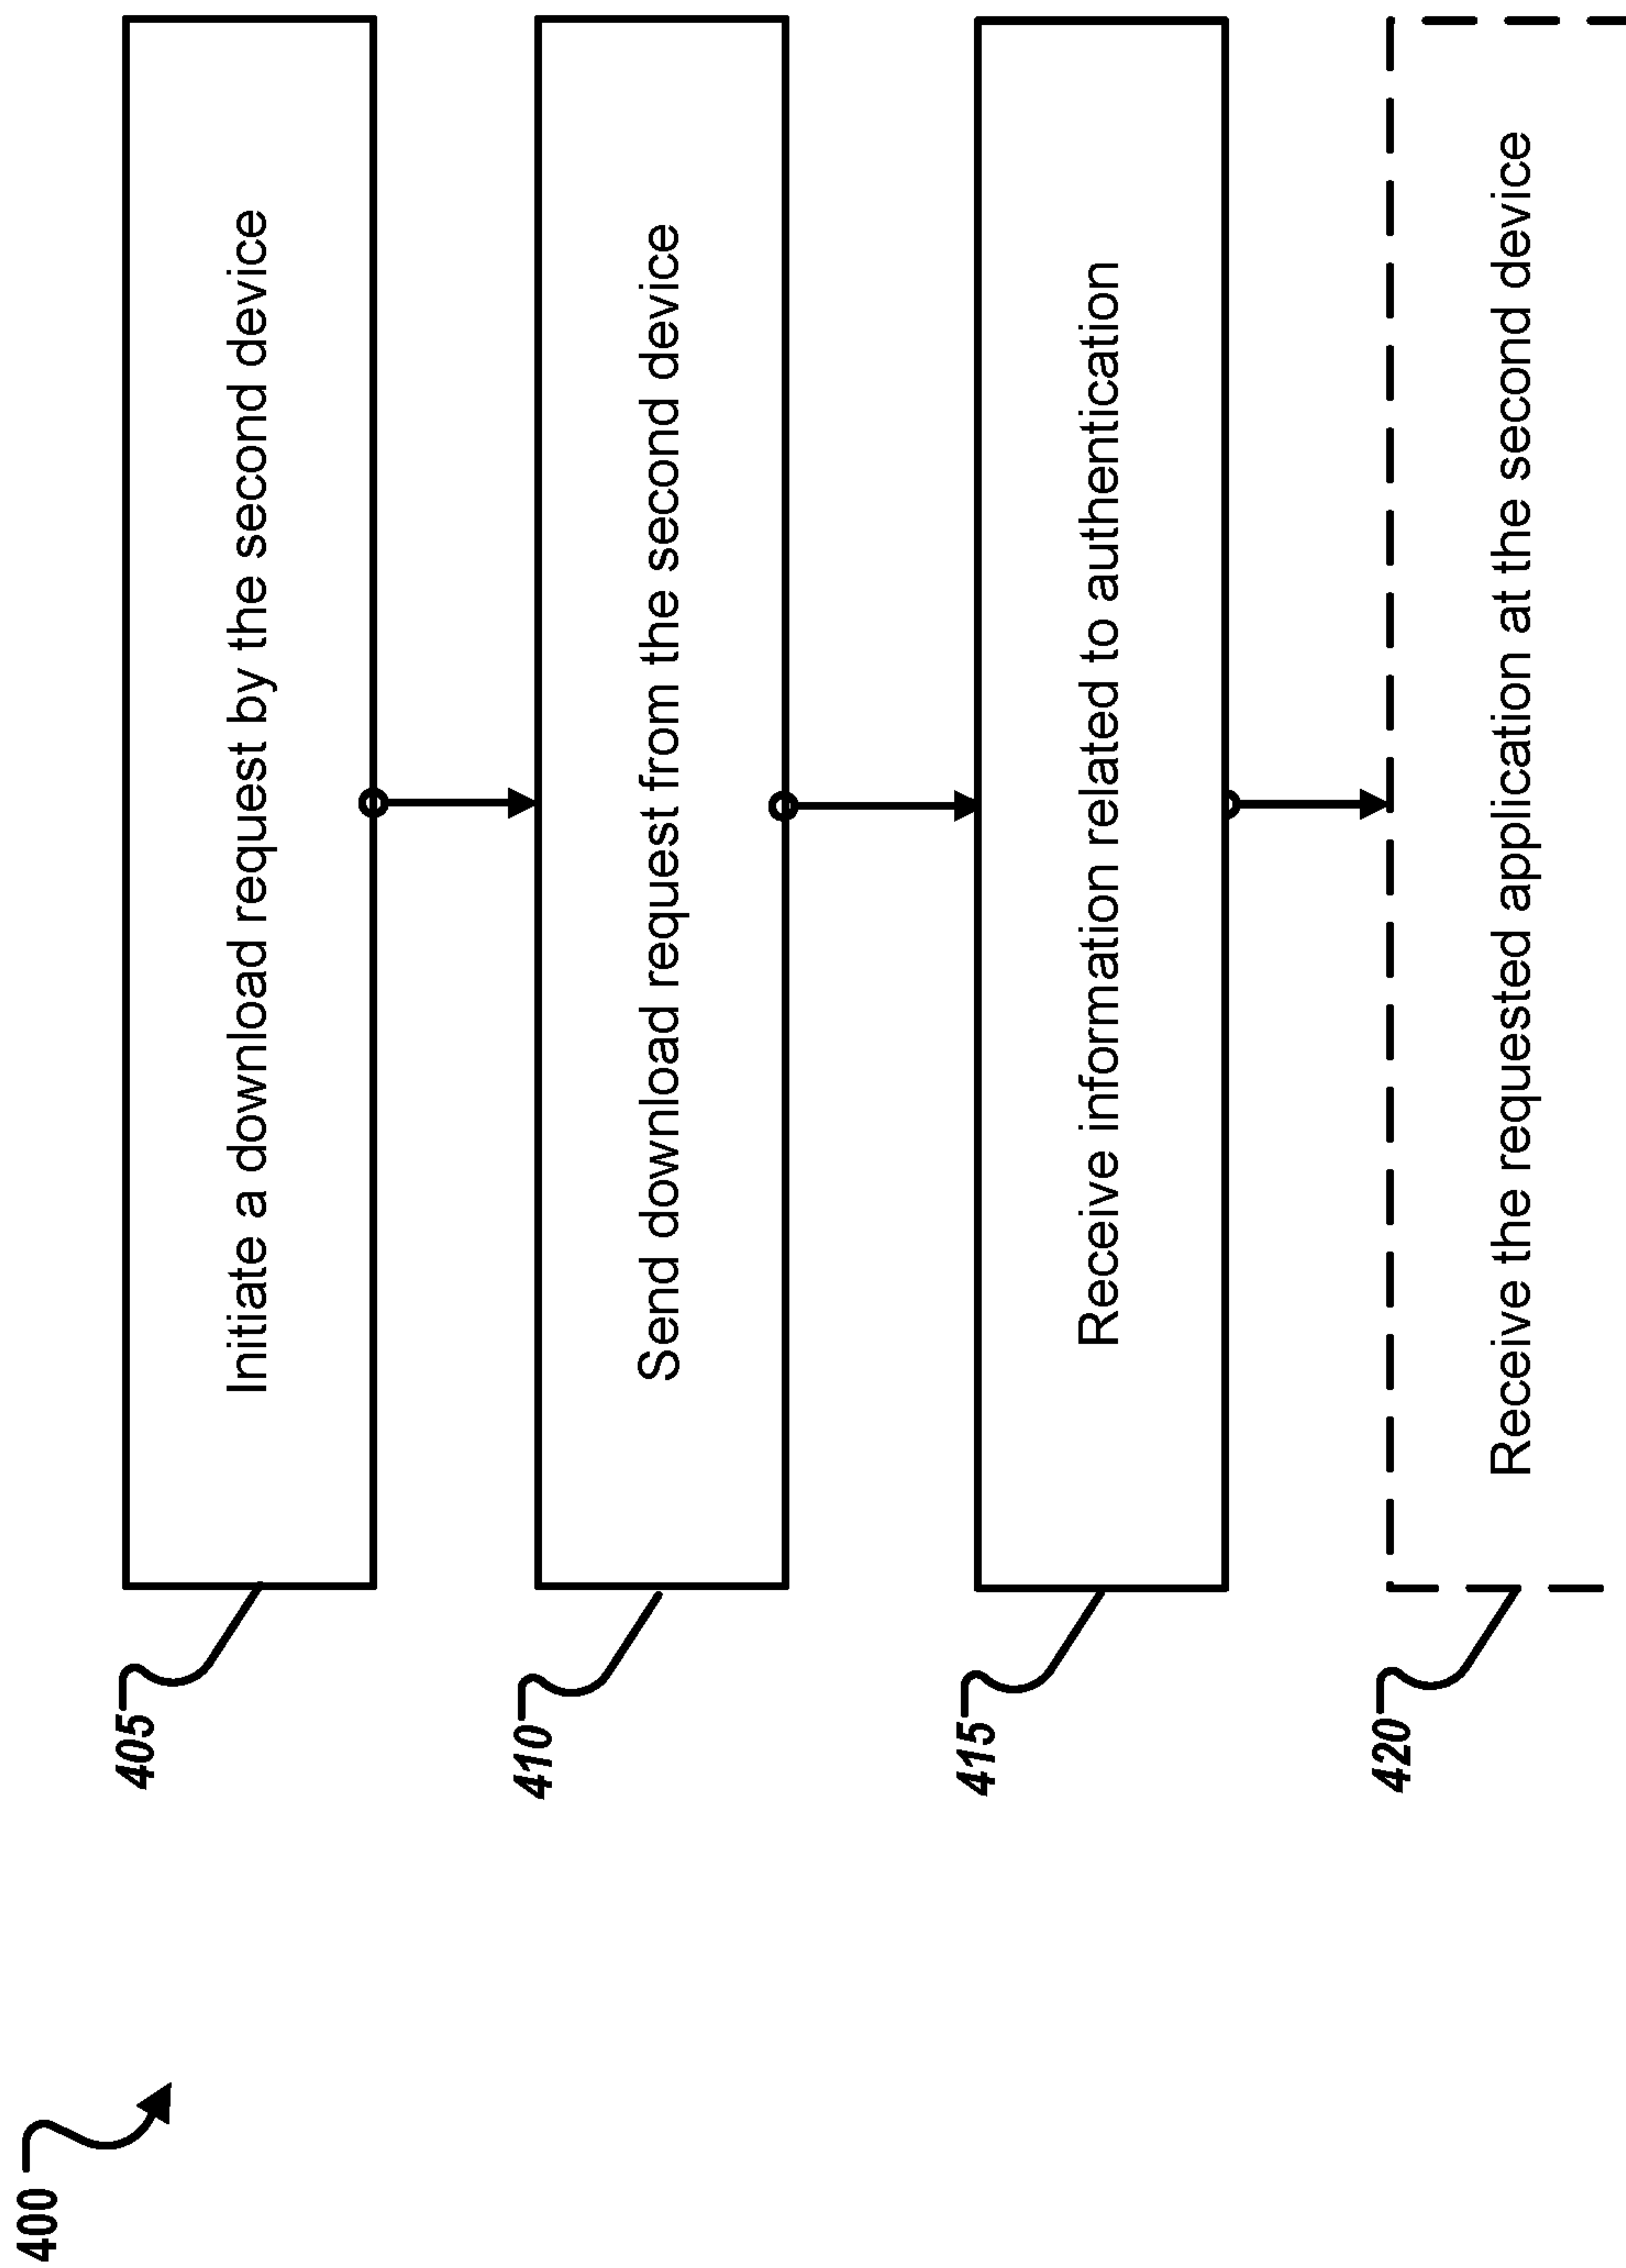 400
405
Initiate a download request by the second device
410
Send download request from the second device
415
Receive information related to authentication
420
Receive the requested application at the second device